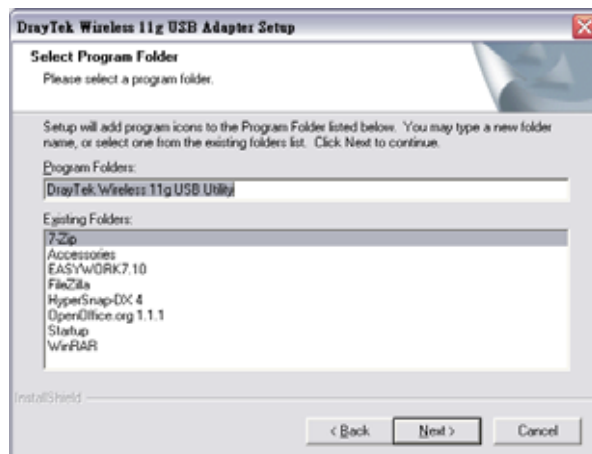 DrayTek Wireless 11g USB Adapter Setup
Select Program Folder
Please select a program folder.
Setup will add program icons to the Program Folder listed below. You may type a new folder
name, or select one from the existing folders list. Click Next to continue.
Program Folders:
DrayTek Wireless 11g USB Utility
Existing Folders:
7-Zip
Accessories
EASYWORK7.10
FileZilla
HyperSnap-DX 4
OpenOffice.org 1.1.1
Startup
WinRAR
InstallShield
< Back
Next >
Cancel